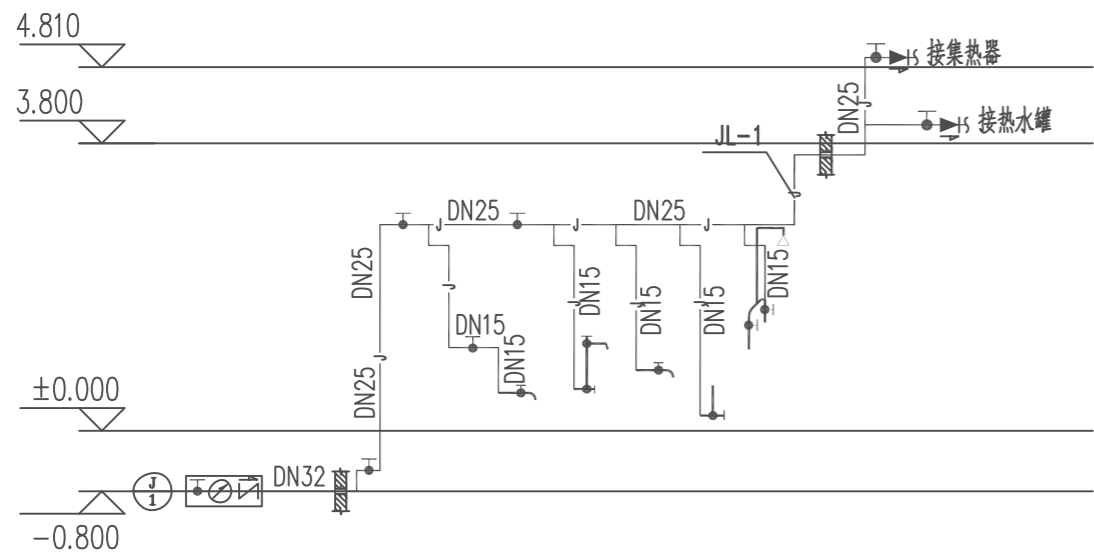 4.810
接集热器
3.800
DN25
J
接热水罐
JL-1
J
DN25
DN25
J
J
J
DN25
DN15
DN15
DN15
DN15
J
J
J
J
DN15
DN15
J
DN25
±0.000
DN32
J
1
-0.800